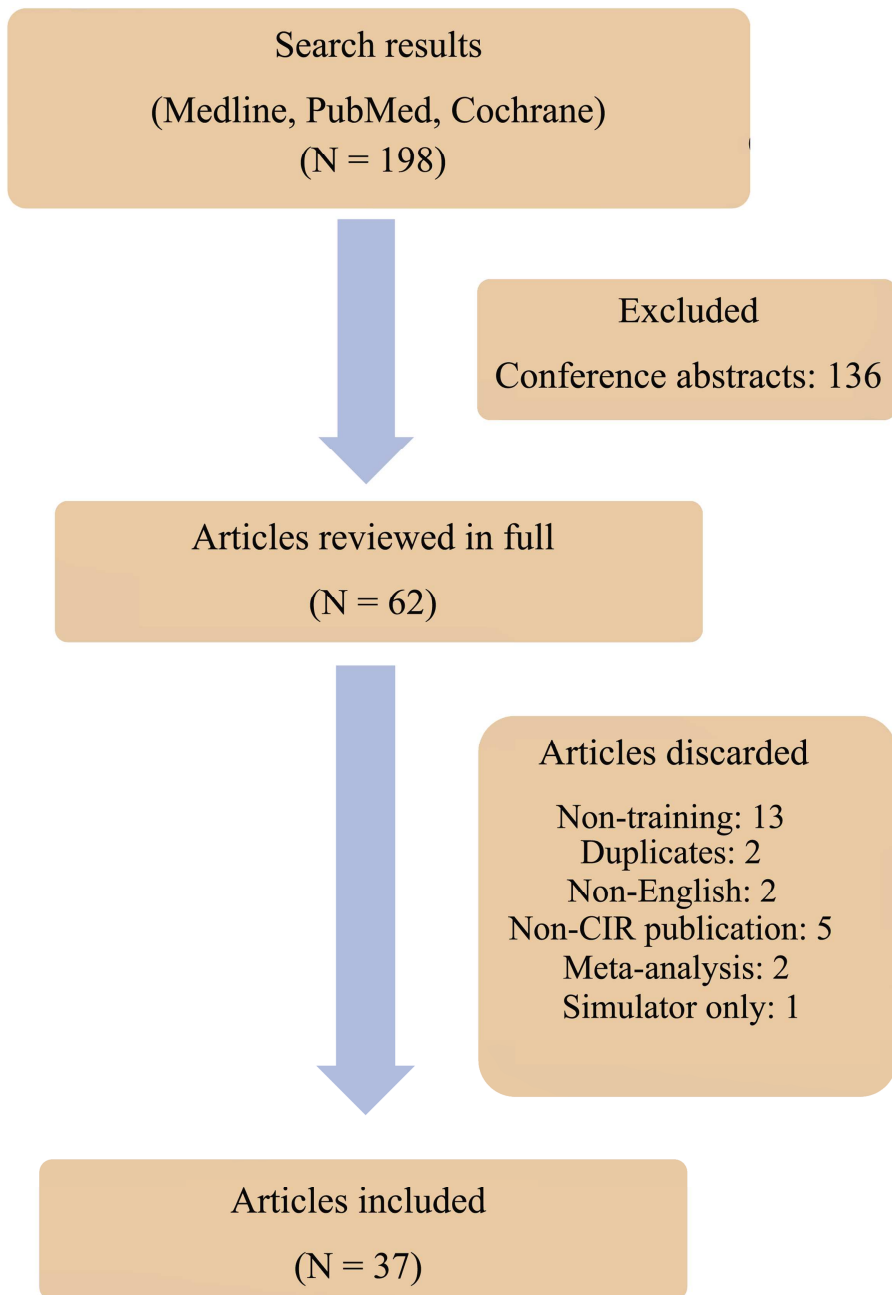 Search results
(Medline, PubMed, Cochrane)
(N = 198)
Excluded
Conference abstracts: 136
Articles reviewed in full
(N = 62)
Articles discarded
Non-training: 13
Duplicates: 2
Non-English: 2
Non-CIR publication: 5
Meta-analysis: 2
Simulator only: 1
Articles included
(N = 37)